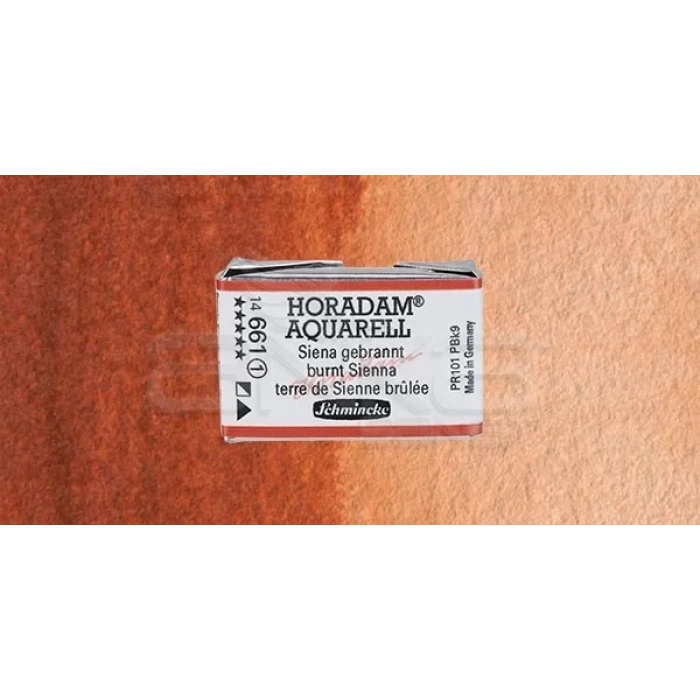 HORADAM®
AQUARELL
Siena gebrannt
burnt Sienna
terre de Sienne brûlée
Schmincke
14 661 1
★★★★★
PR101 PBk9
Made in Germany